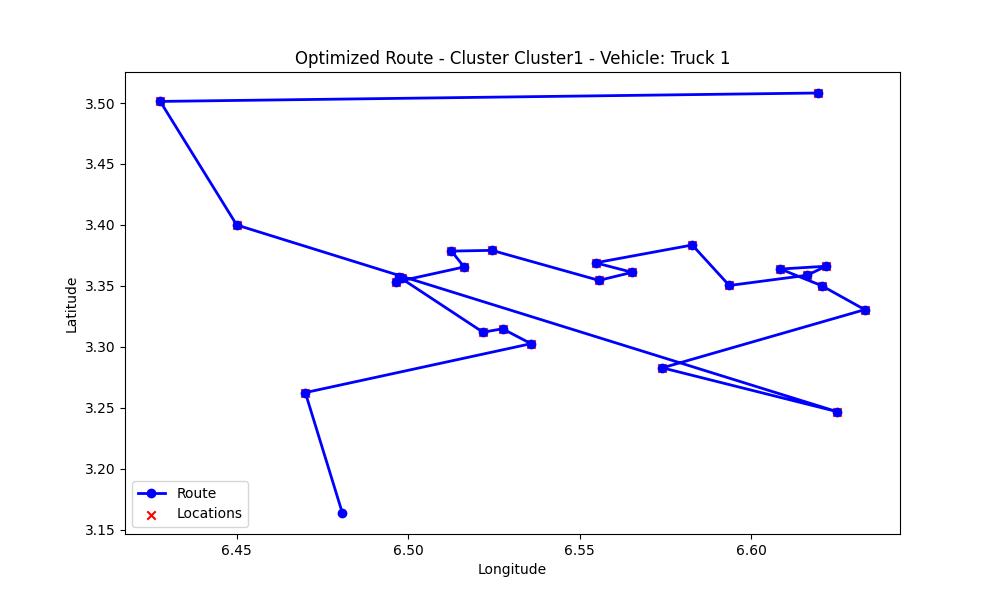 Optimized Route - Cluster Cluster1 - Vehicle: Truck 1
3.50
3.45
3.40
3.35
3.30
3.25
3.20
3.15
Latitude
Route
Locations
6.45
6.50
6.55
6.60
Longitude